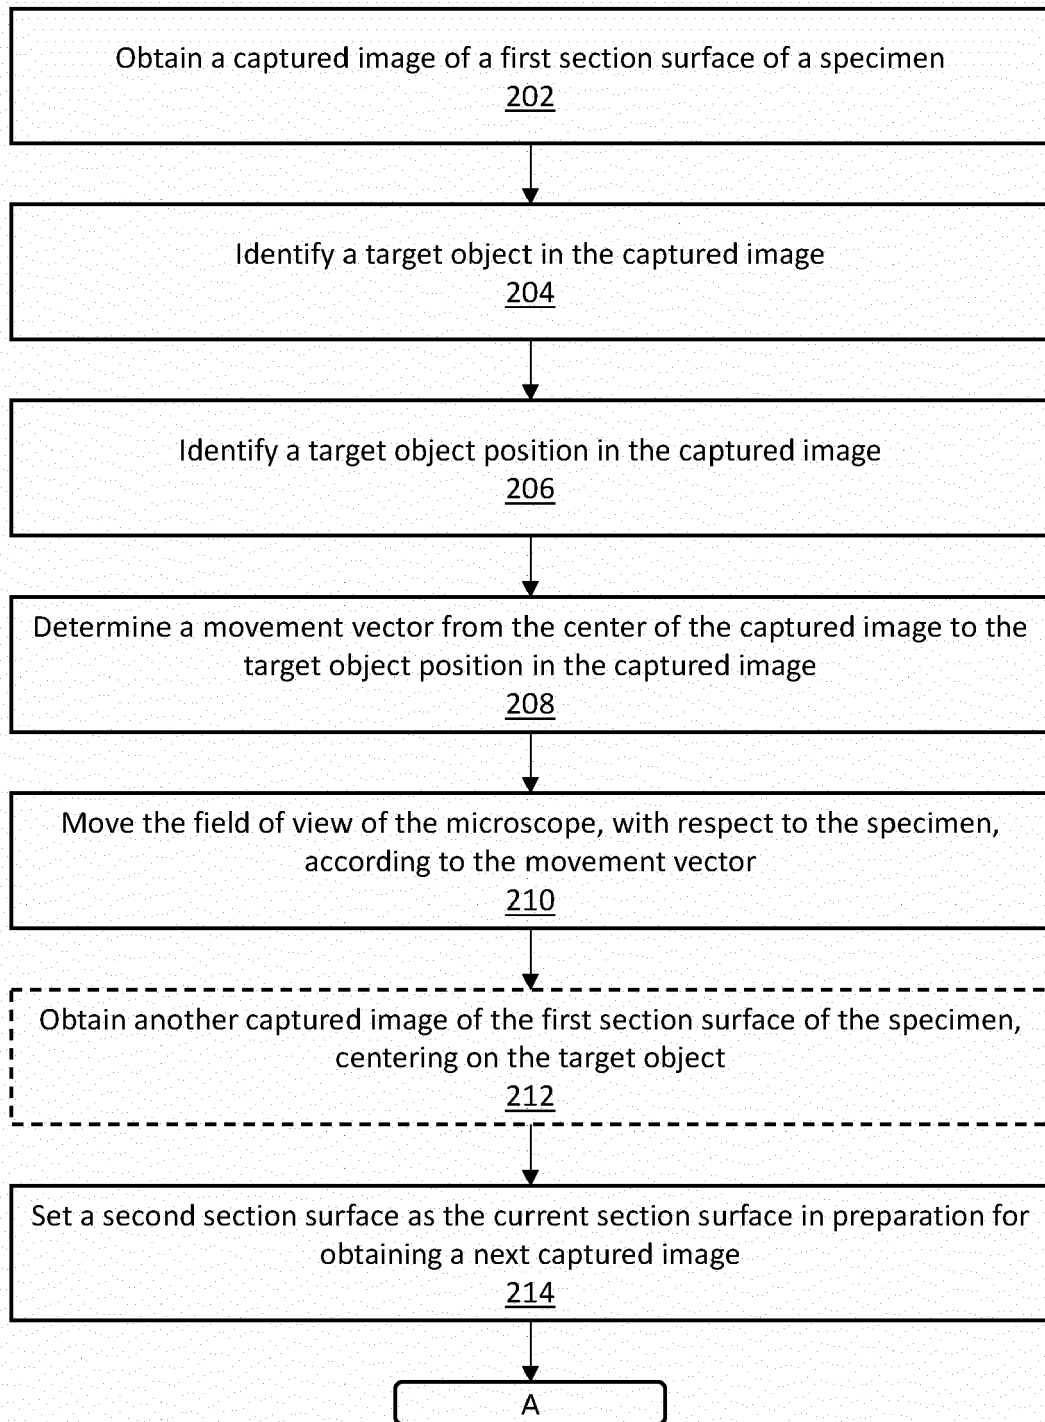 Obtain a captured image of a first section surface of a specimen
202
Identify a target object in the captured image
204
Identify a target object position in the captured image
206
Determine a movement vector from the center of the captured image to the
target object position in the captured image
208
Move the field of view of the microscope, with respect to the specimen,
according to the movement vector
210
Obtain another captured image of the first section surface of the specimen,
centering on the target object
212
Set a second section surface as the current section surface in preparation for
obtaining a next captured image
214
A